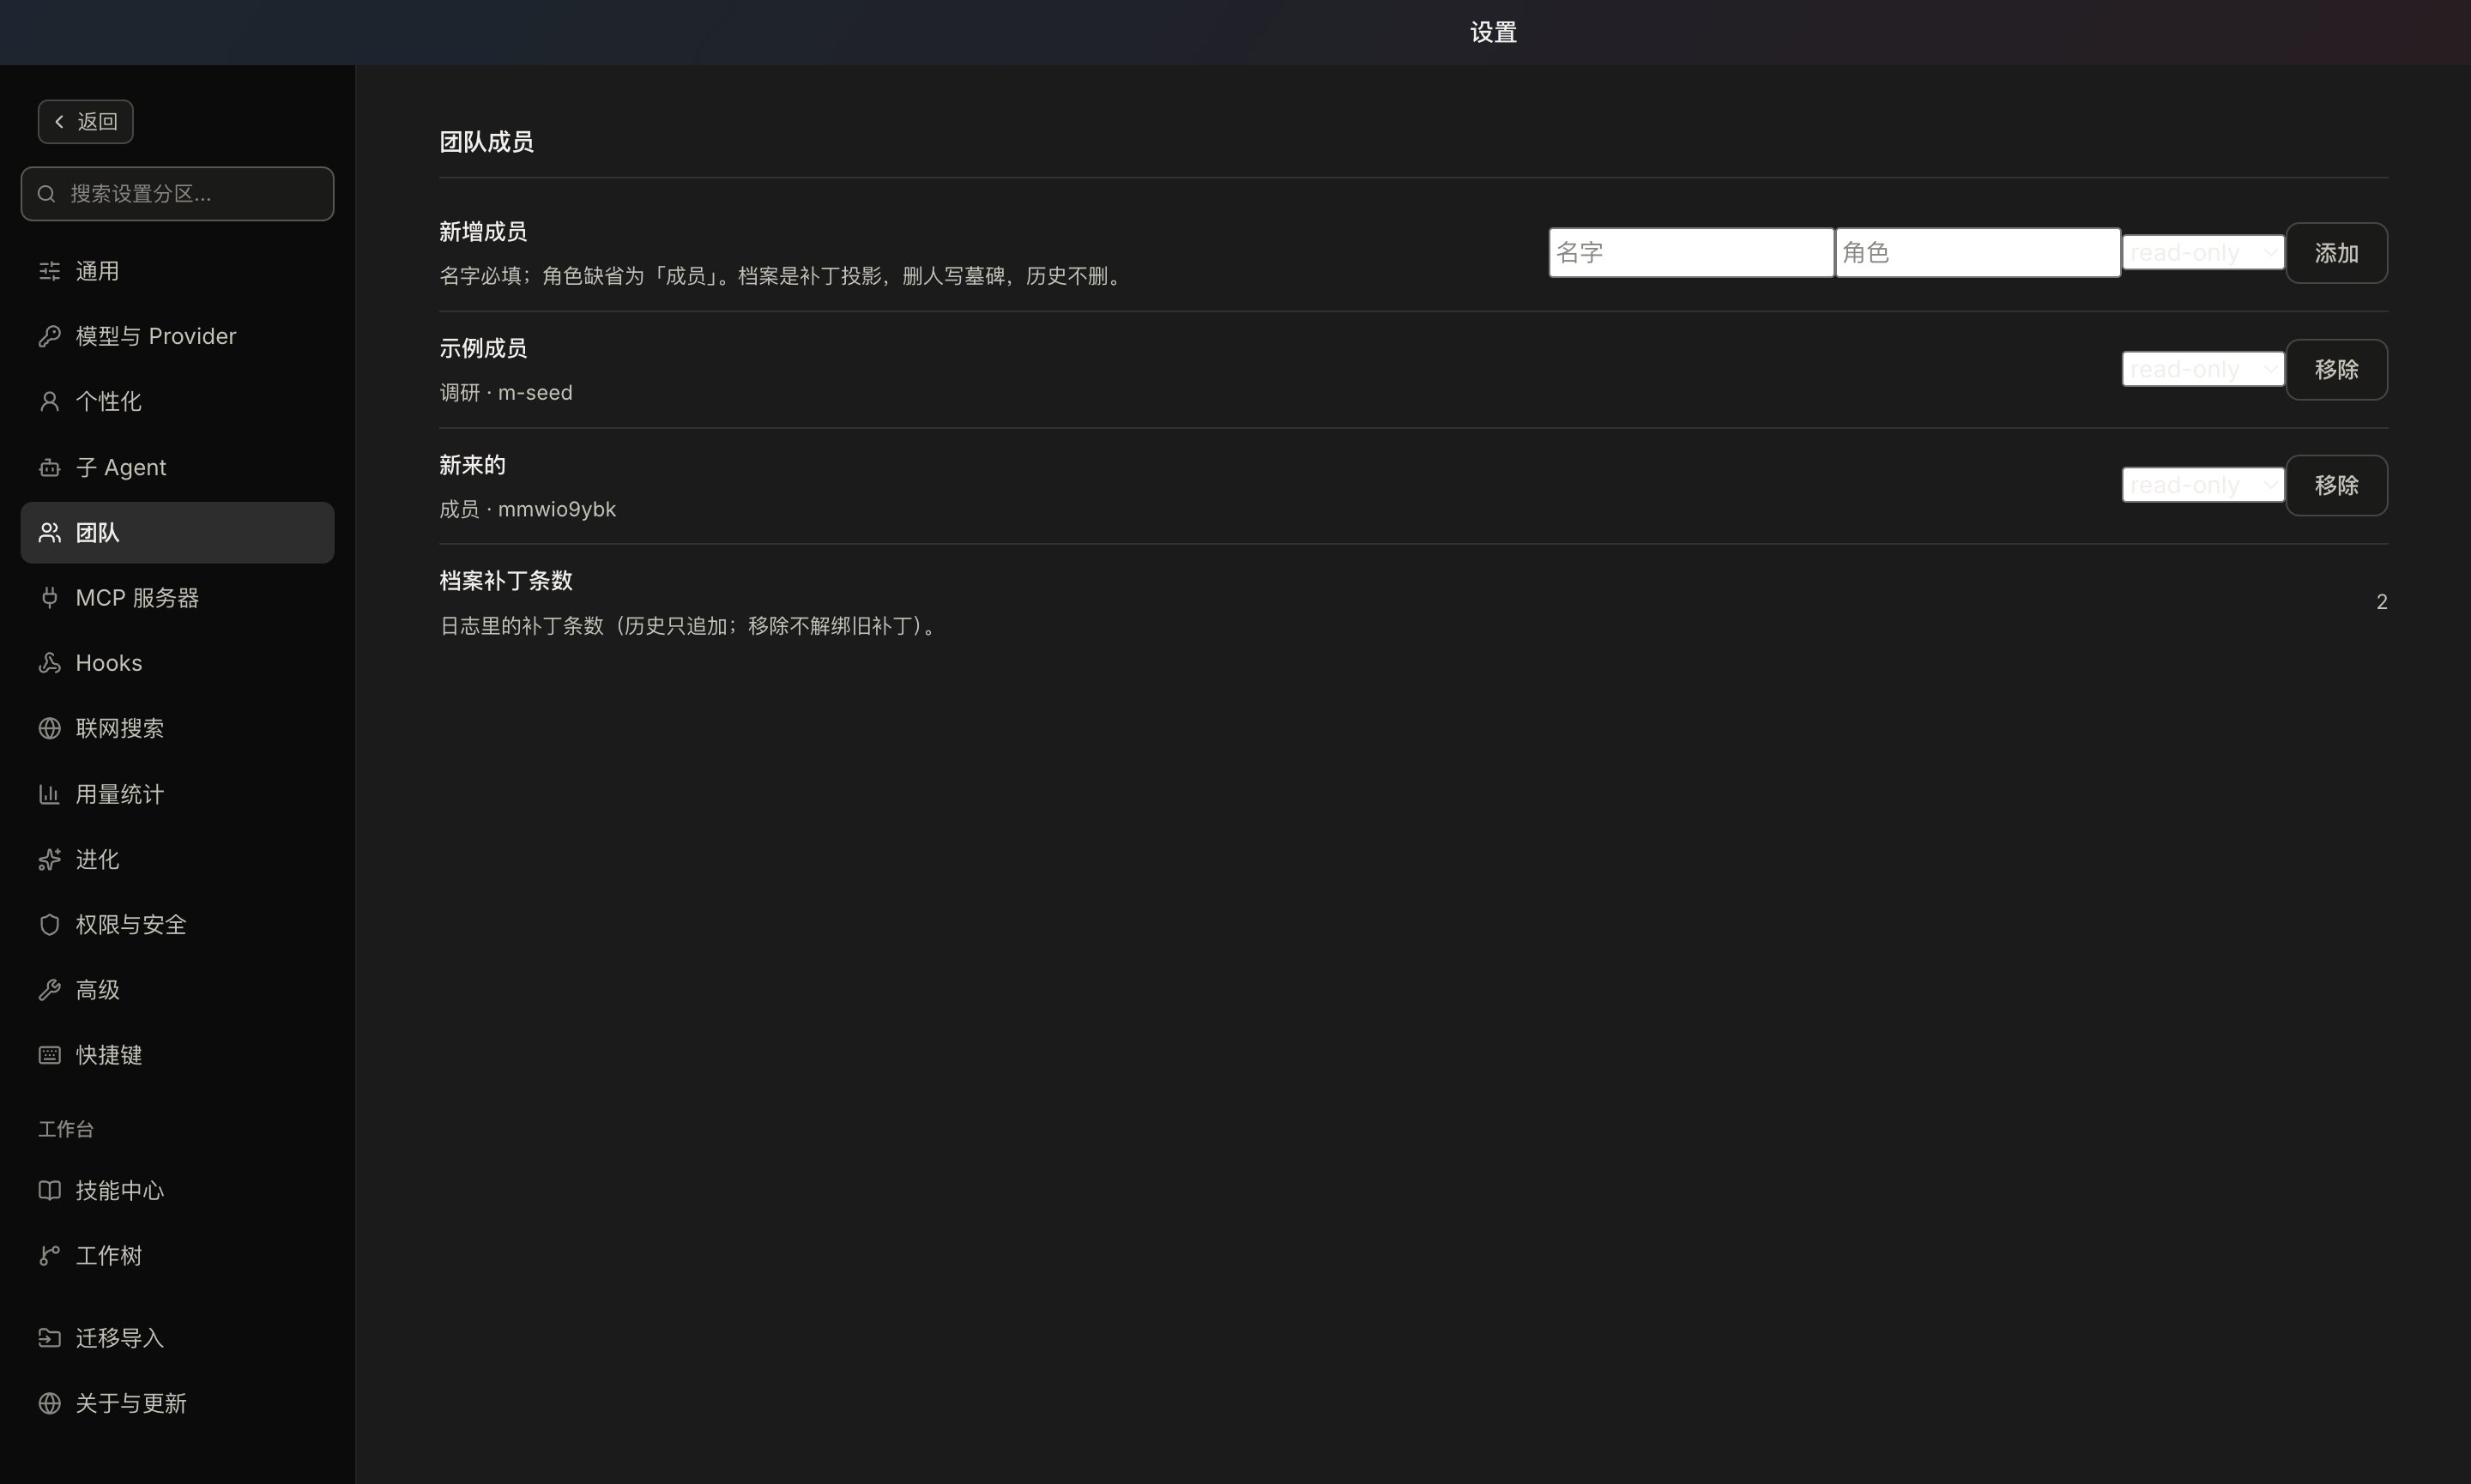 设置
返回
搜索设置分区...
通用
模型与 Provider
个性化
子 Agent
团队
MCP 服务器
Hooks
联网搜索
用量统计
进化
权限与安全
高级
快捷键
工作台
技能中心
工作树
迁移导入
关于与更新
团队成员
新增成员
名字必填；角色缺省为「成员」。档案是补丁投影，删人写墓碑，历史不删。
名字 角色 read-only 添加
示例成员
调研 · m-seed
read-only 移除
新来的
成员 · mmwio9ybk
read-only 移除
档案补丁条数
日志里的补丁条数（历史只追加；移除不解绑旧补丁）。
2